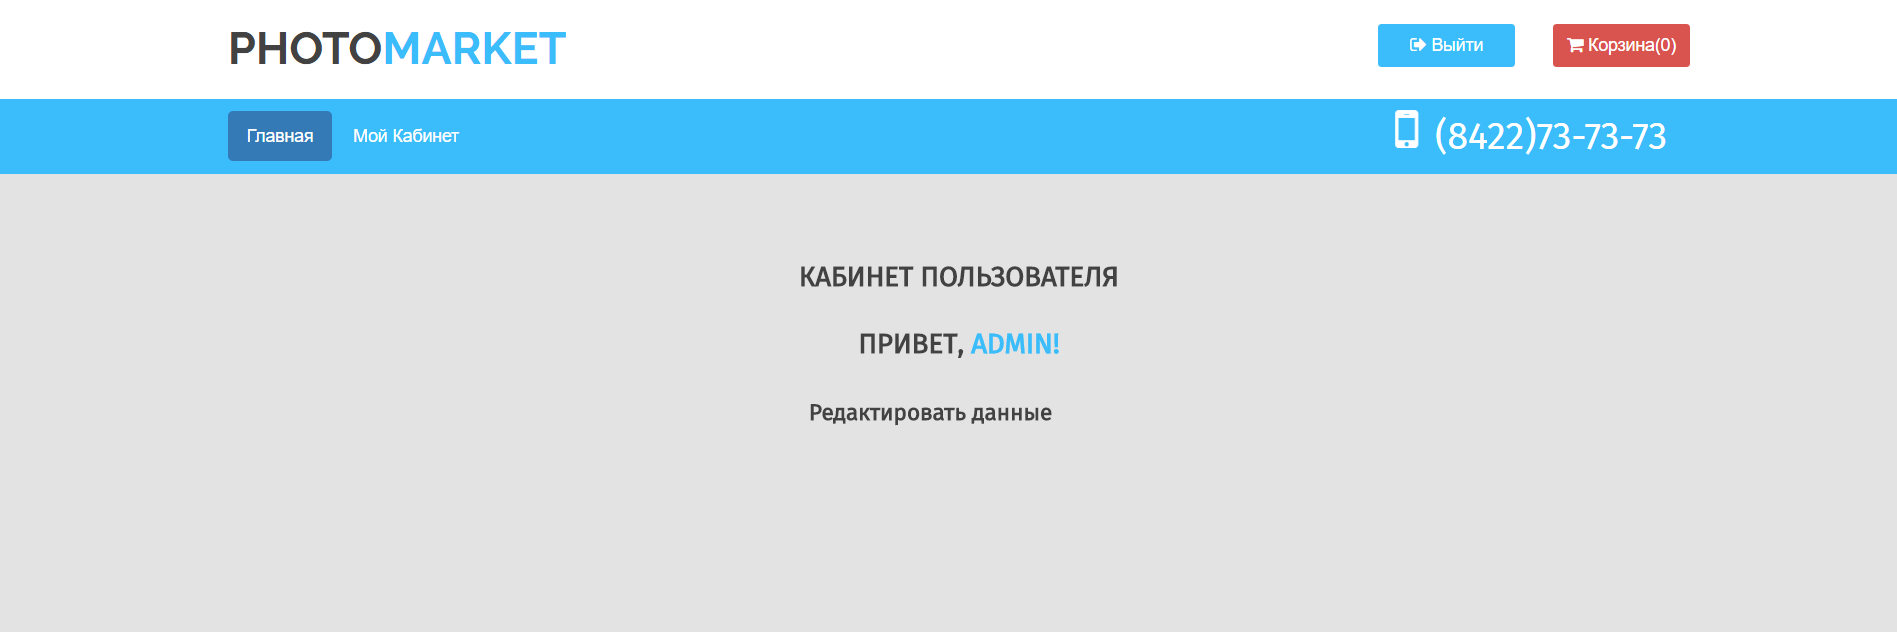 PHOTOMARKET
Выйти
Корзина(0)
Главная
Мой Кабинет
(8422)73-73-73
КАБИНЕТ ПОЛЬЗОВАТЕЛЯ
ПРИВЕТ, ADMIN!
Редактировать данные